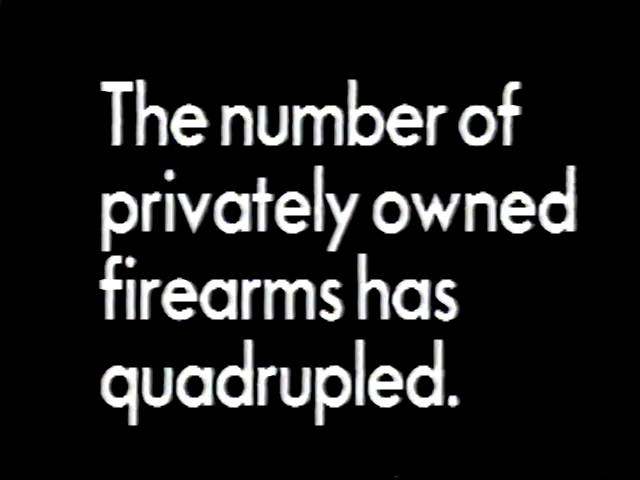 The number of
privately owned
firearms has
quadrupled.